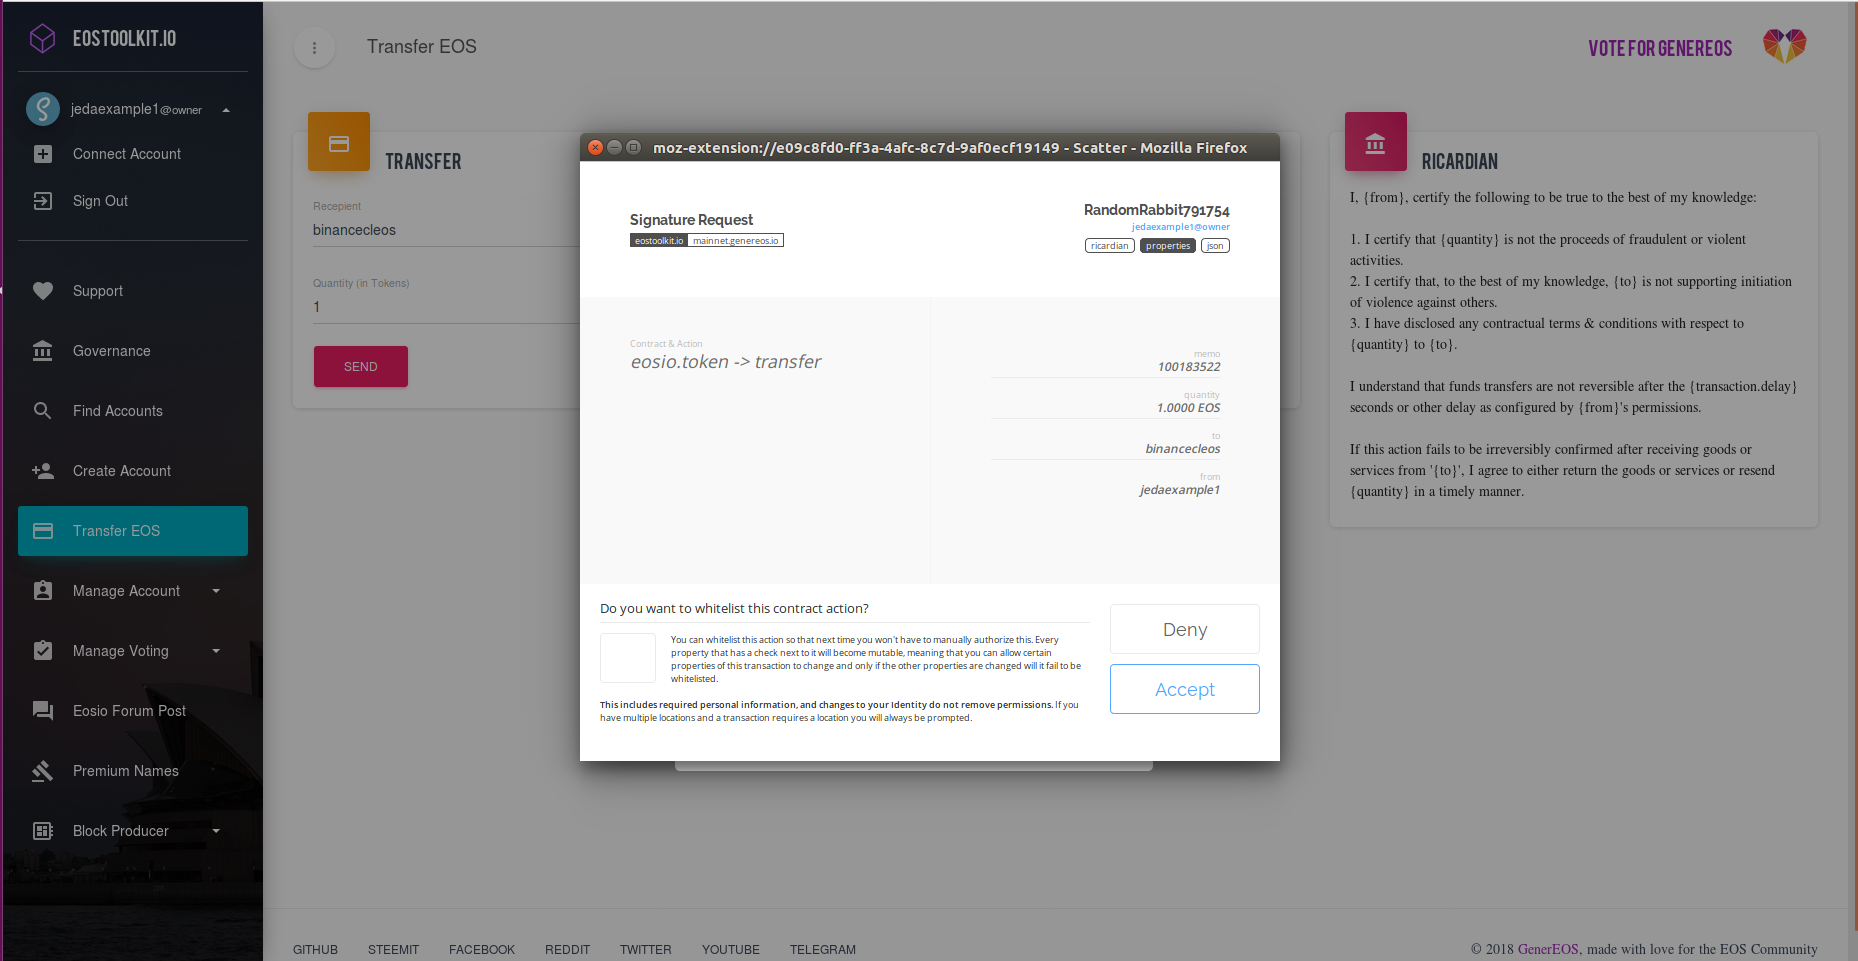 EOSTOOLKIT.IO
jedaexample1@owner
Connect Account
Sign Out
Support
Governance
Find Accounts
Create Account
Transfer EOS
Manage Account
Manage Voting
Eosio Forum Post
Premium Names
Block Producer
Transfer EOS
VOTE FOR GENEREOS
TRANSFER
Recepient
binancecleos
Quantity (in Tokens)
1
SEND
moz-extension://e09c8fd0-ff3a-4afc-8c7d-9af0ecf19149 - Scatter - Mozilla Firefox
Signature Request
eostoolkit.io mainnet.genereos.io
RandomRabbit791754
jedaexample1@owner
ricardian properties json
Contract & Action
eosio.token -> transfer
memo
100183522
quantity
1.0000 EOS
to
binancecleos
from
jedaexample1
Do you want to whitelist this contract action?
You can whitelist this action so that next time you won't have to manually authorize this. Every
property that has a check next to it will become mutable, meaning that you can allow certain
properties of this transaction to change and only if the other properties are changed will it fail to be
whitelisted.
This includes required personal information, and changes to your Identity do not remove permissions. If you
have multiple locations and a transaction requires a location you will always be prompted.
Deny
Accept
RICARDIAN
I, {from}, certify the following to be true to the best of my knowledge:
1. I certify that {quantity} is not the proceeds of fraudulent or violent
activities.
2. I certify that, to the best of my knowledge, {to} is not supporting initiation
of violence against others.
3. I have disclosed any contractual terms & conditions with respect to
{quantity} to {to}.
I understand that funds transfers are not reversible after the {transaction.delay}
seconds or other delay as configured by {from}'s permissions.
If this action fails to be irreversibly confirmed after receiving goods or
services from '{to}', I agree to either return the goods or services or resend
{quantity} in a timely manner.
GITHUB STEEMIT FACEBOOK REDDIT TWITTER YOUTUBE TELEGRAM
© 2018 GenerEOS, made with love for the EOS Community